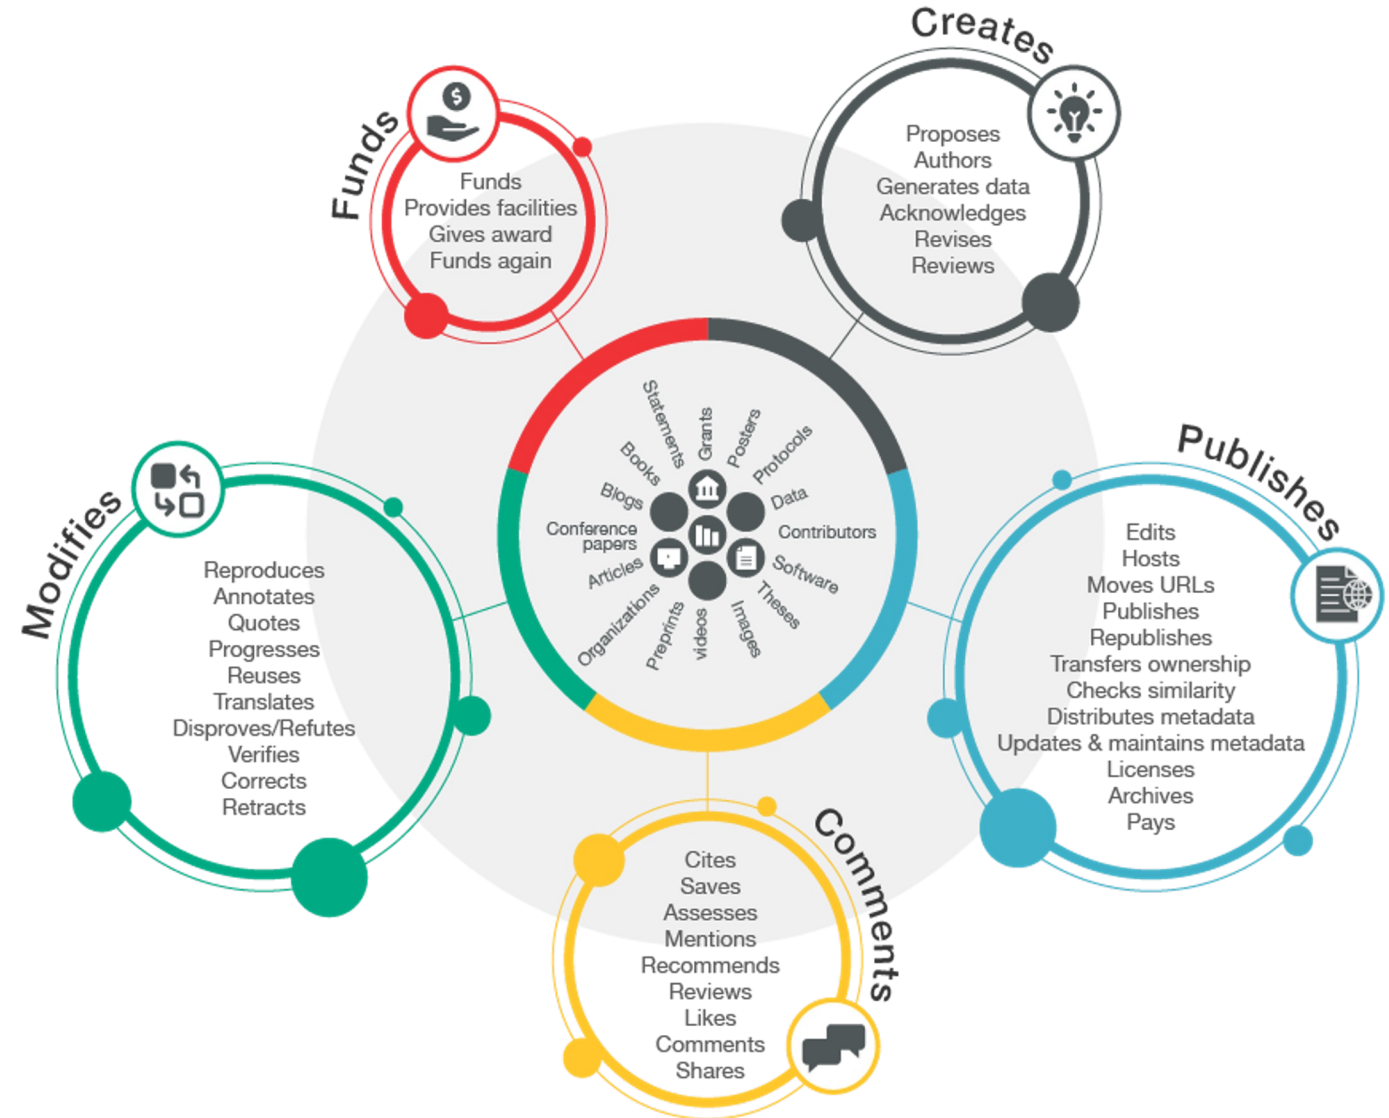 Creates
Proposes
Authors
Generates data
Acknowledges
Revises
Reviews
Funds
$
Funds
Provides facilities
Gives award
Funds again
Publishes
Edits
Hosts
Moves URLs
Publishes
Republishes
Transfers ownership
Checks similarity
Distributes metadata
Updates & maintains metadata
Licenses
Archives
Pays
Modifies
Reproduces
Annotates
Quotes
Progresses
Reuses
Translates
Disproves/Refutes
Verifies
Corrects
Retracts
Statements
Grants
Posters
Protocols
Data
Contributors
Software
Theses
Images
videos
Preprints
Organizations
Articles
Conference
papers
Blogs
Books
Comments
Cites
Saves
Assesses
Mentions
Recommends
Reviews
Likes
Comments
Shares